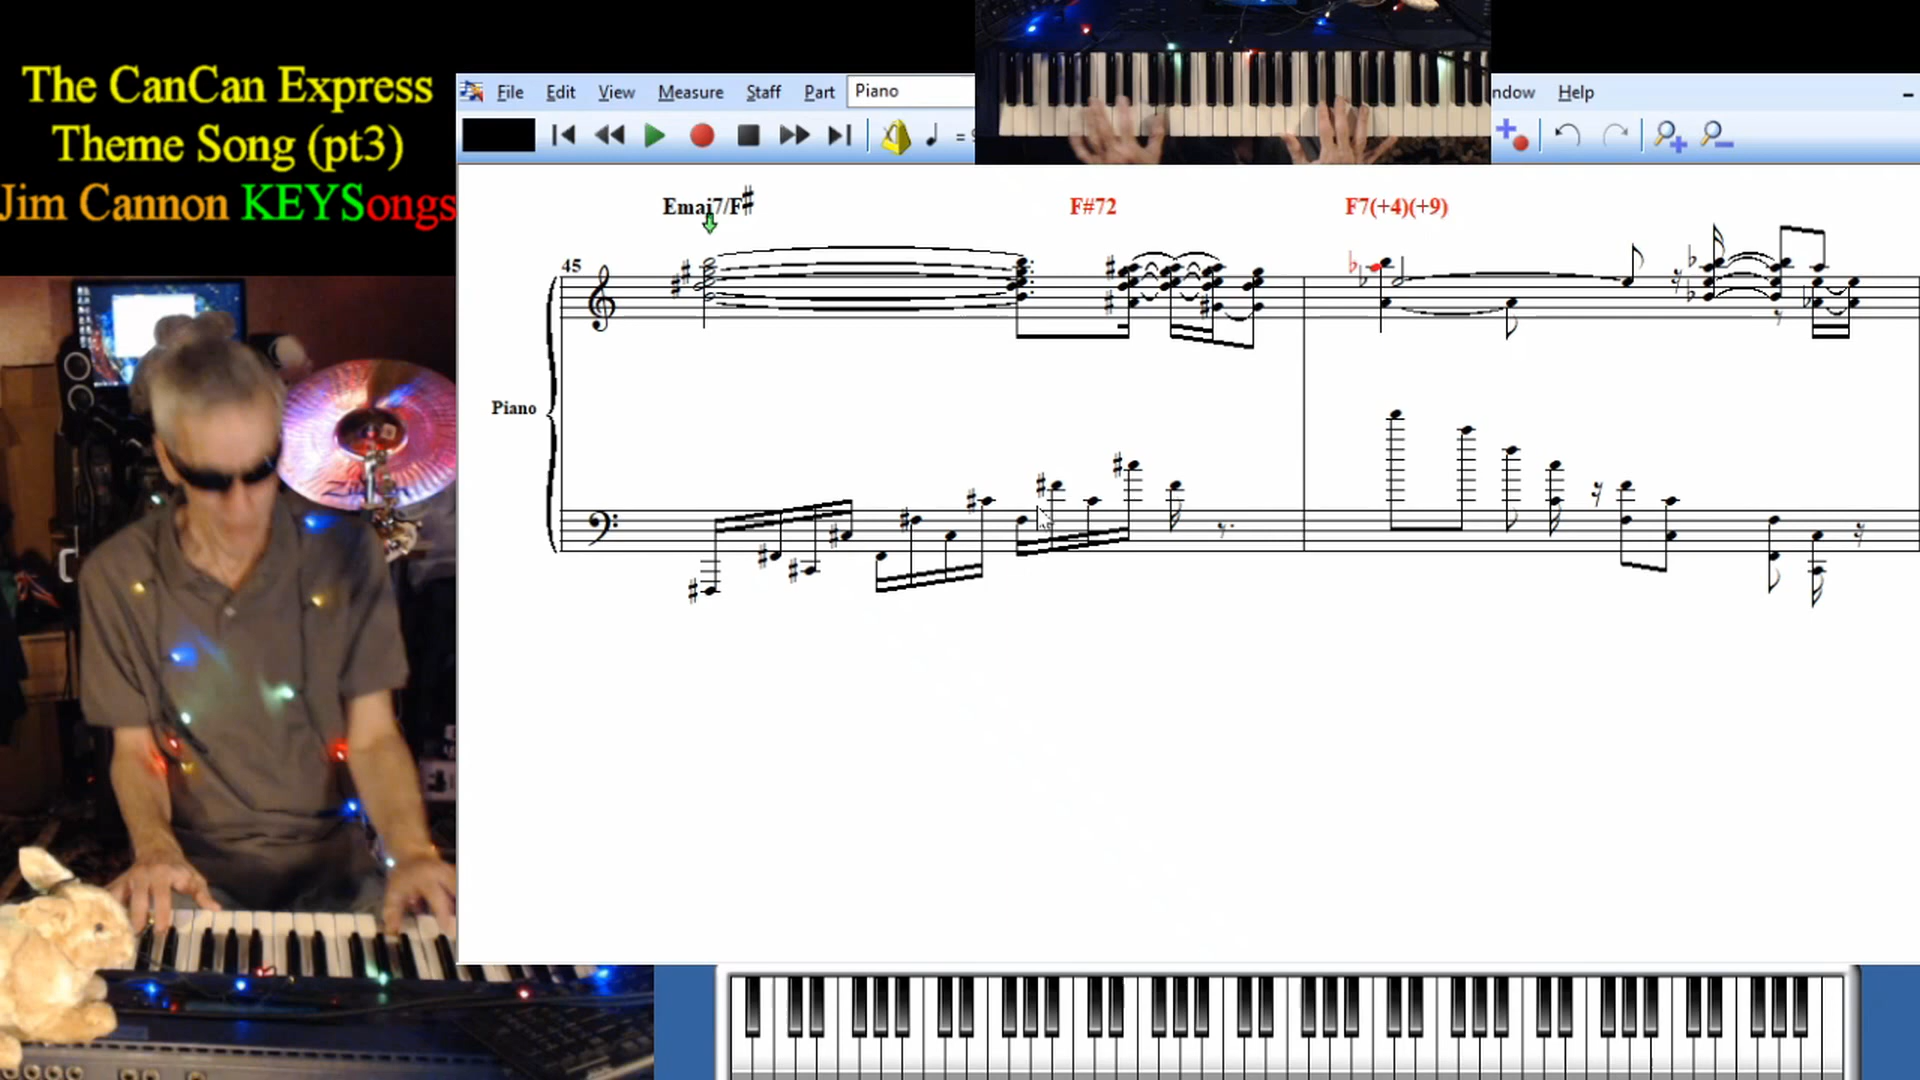 The CanCan Express
Theme Song (pt3)
Jim Cannon KEYSongs
File Edit View Measure Staff Part Piano ndow Help
=
Emaj7/F# F#72 F7(+4)(+9)
45
Piano